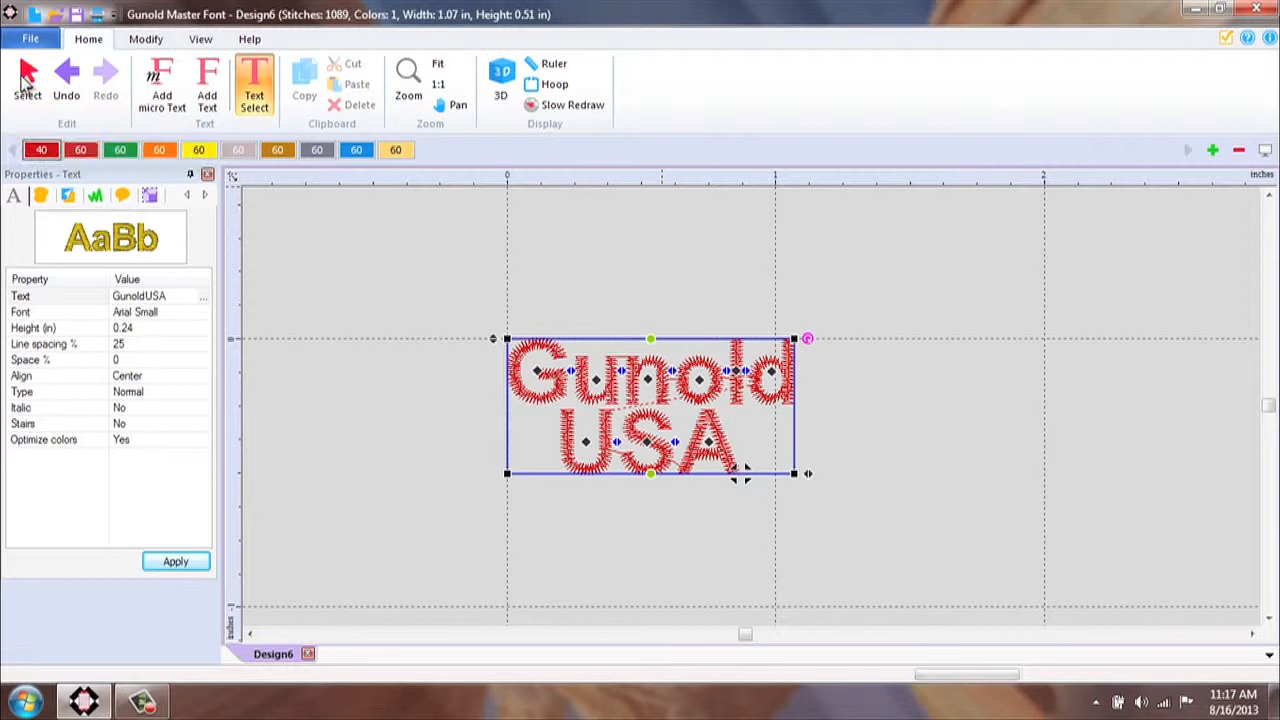 Gunold Master Font - Design6 (Stitches: 1089, Colors: 1, Width: 1.07 in, Height: 0.51 in)
File Home Modify View Help
Select Undo Redo Add micro Text Add Text Text Select Copy Cut Paste Delete Zoom Fit 1:1 Pan 3D Ruler Hoop Slow Redraw
Edit Text Clipboard Zoom Display
40 60 60 60 60 60 60 60 60 60
Properties - Text
0 1 2 inches
AaBb
Property Value
Text GunoldUSA ...
Font Arial Small
Height (in) 0.24
Line spacing % 25
Space % 0
Align Center
Type Normal
Italic No
Stairs No
Optimize colors Yes
Apply
Gunold
USA
0
inches
Design6
11:17 AM
8/16/2013